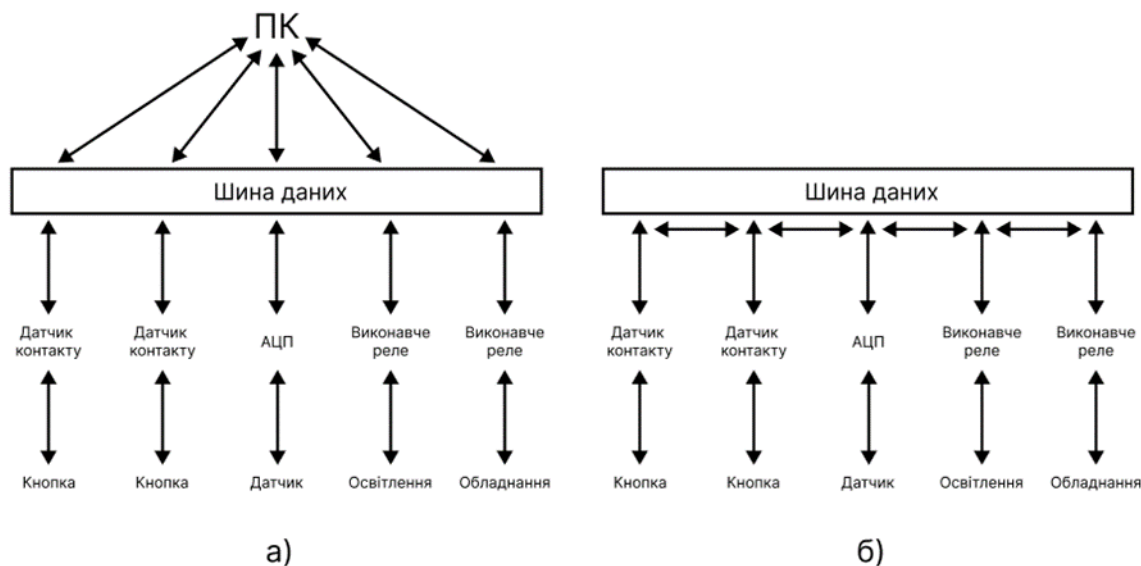 ПК
Шина даних
Шина даних
Датчик контакту
Датчик контакту
АЦП
Виконавче реле
Виконавче реле
Датчик контакту
Датчик контакту
АЦП
Виконавче реле
Виконавче реле
Кнопка
Кнопка
Датчик
Освітлення
Обладнання
Кнопка
Кнопка
Датчик
Освітлення
Обладнання
а)
б)